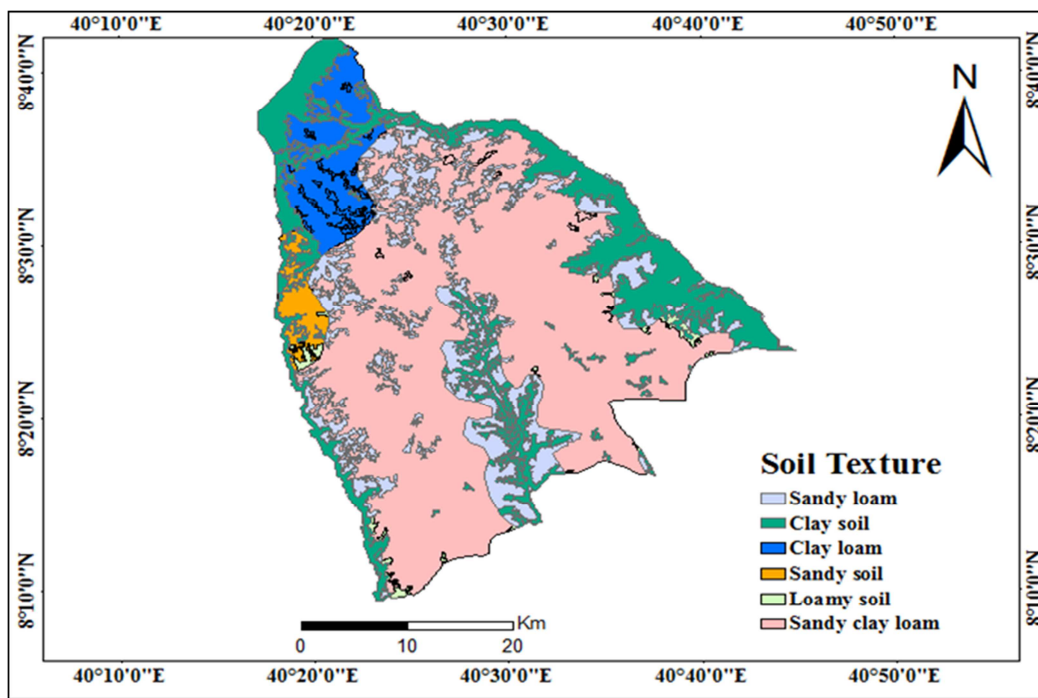 40°10'0"E 40°20'0"E 40°30'0"E 40°40'0"E 40°50'0"E
8°40'0"N
8°40'0"N
N
8°30'0"N
8°30'0"N
8°20'0"N
8°20'0"N
Soil Texture
Sandy loam
Clay soil
Clay loam
Sandy soil
Loamy soil
Sandy clay loam
8°10'0"N
8°10'0"N
Km
0 10 20
40°10'0"E 40°20'0"E 40°30'0"E 40°40'0"E 40°50'0"E